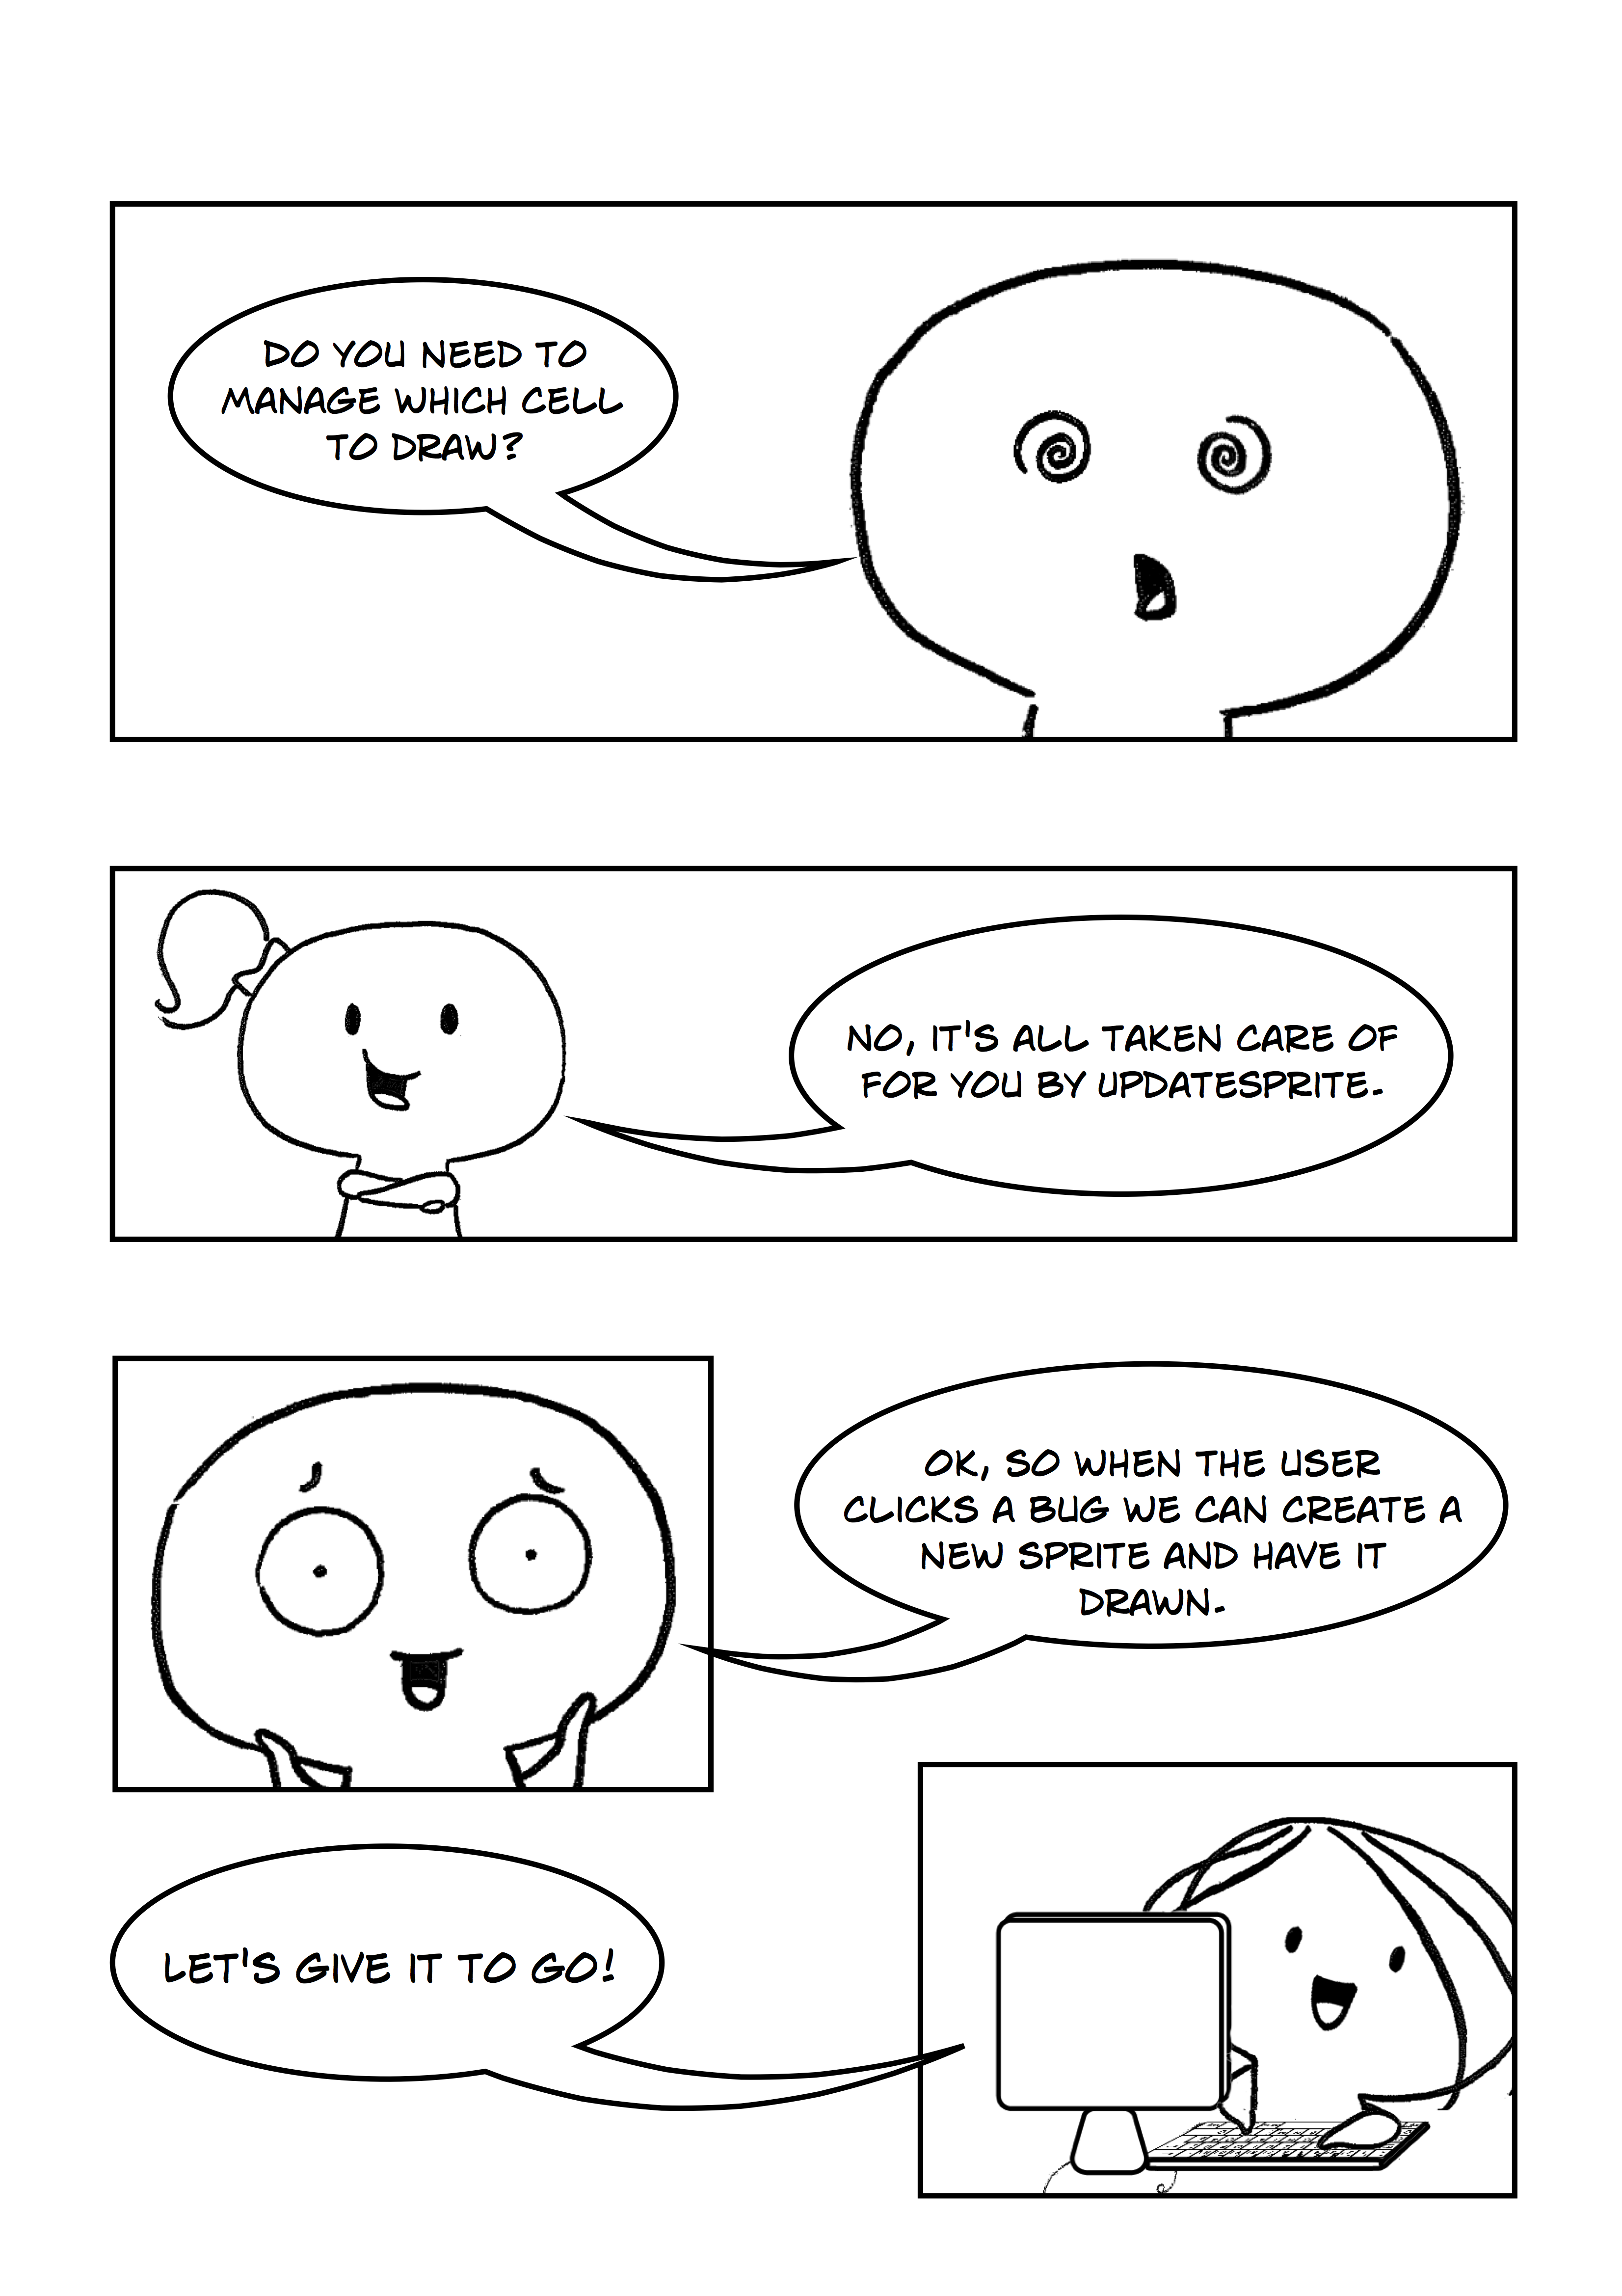 DO YOU NEED TO
MANAGE WHICH CELL
TO DRAW?
NO, IT'S ALL TAKEN CARE OF
FOR YOU BY UPDATESPRITE.
OK, SO WHEN THE USER
CLICKS A BUG WE CAN CREATE A
NEW SPRITE AND HAVE IT
DRAWN.
LET'S GIVE IT TO GO!